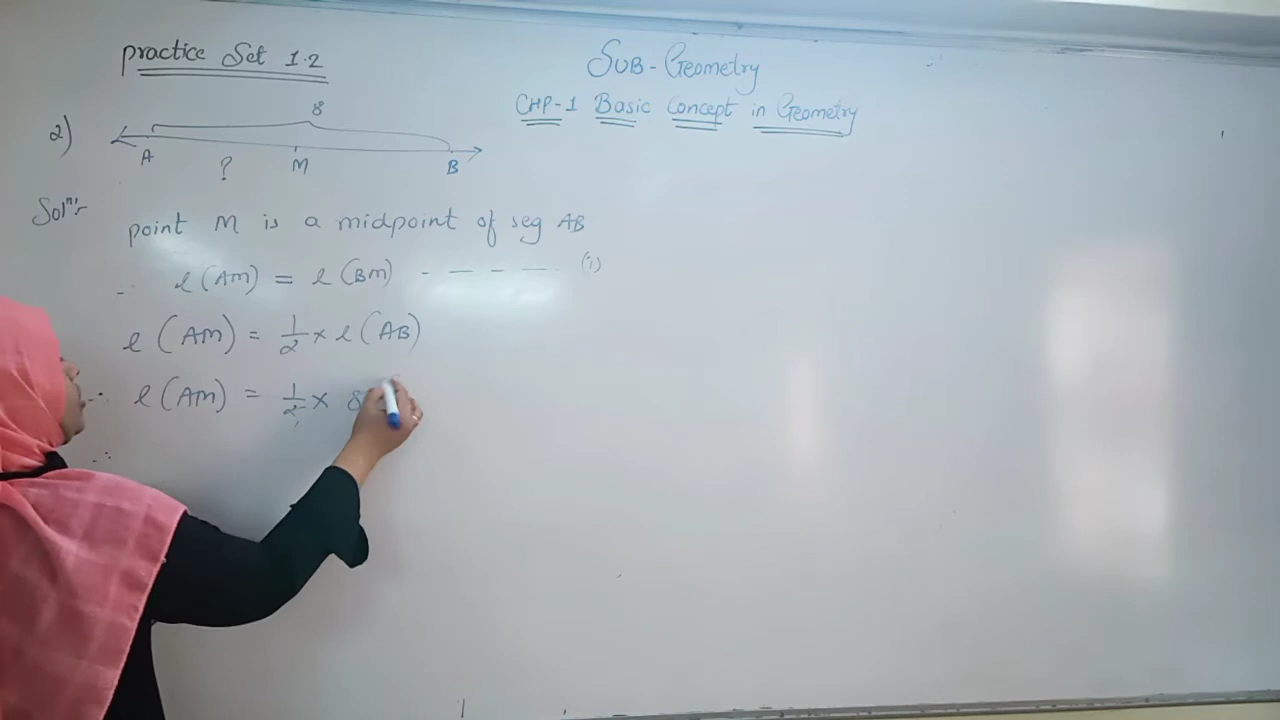 practice Set 1.2
SUB - Geometry
CHP-1 Basic Concept in Geometry
8
2)
A ? M B
Solⁿ:-
point M is a midpoint of seg AB
∴ l(AM) = l(BM) - - - - (1)
l(AM) = 1/2 × l(AB)
∴ l(AM) = 1/2 × 8
∴